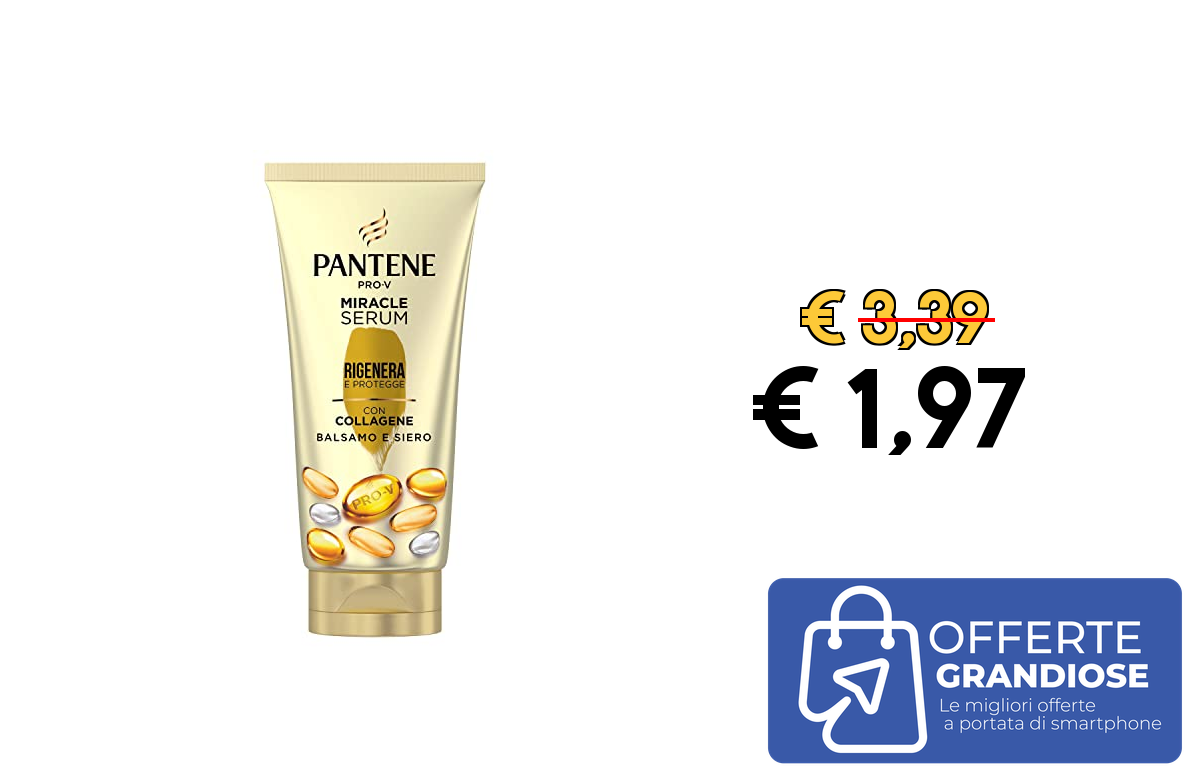 PANTENE
PRO-V
MIRACLE
SERUM
RIGENERA
E PROTEGGE
CON
COLLAGENE
BALSAMO E SIERO
PRO-V
€ 3,39
€ 1,97
OFFERTE
GRANDIOSE
Le migliori offerte
a portata di smartphone